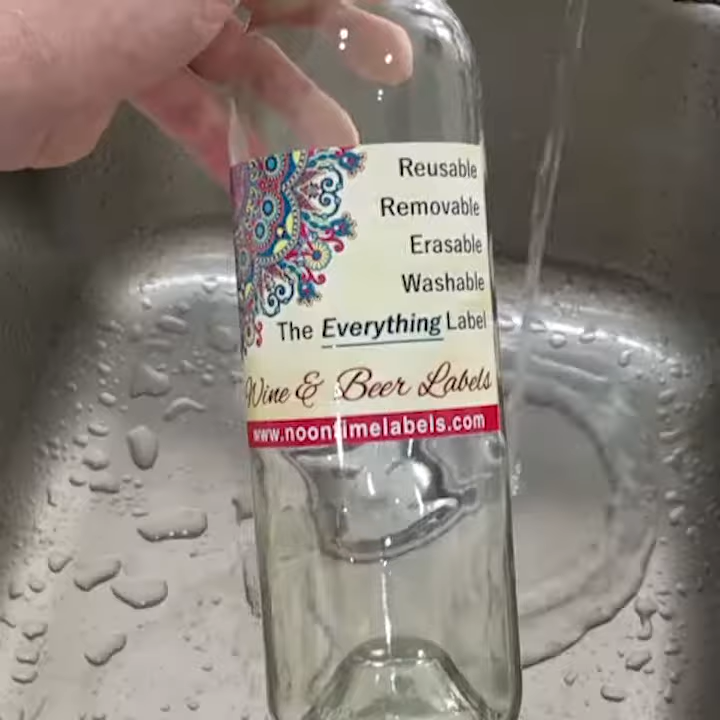 Reusable
Removable
Erasable
Washable
The Everything Label
Wine & Beer Labels
www.noontimelabels.com